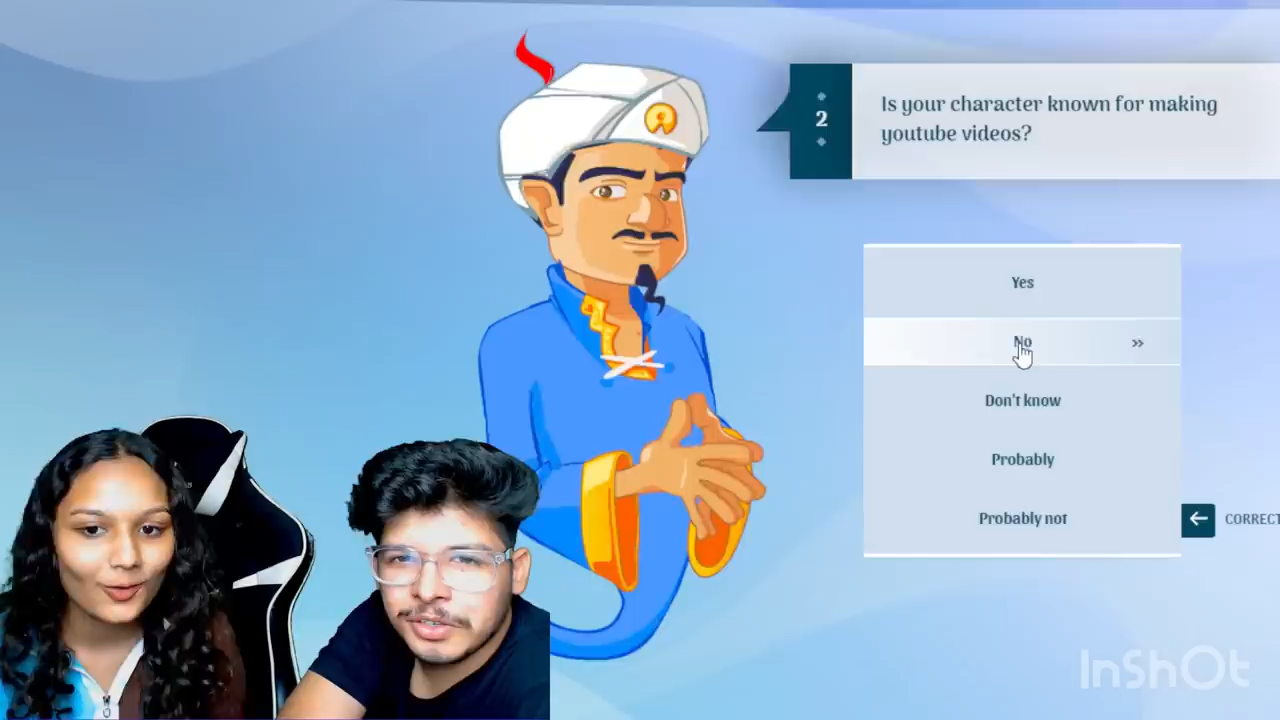 2
Is your character known for making
youtube videos?
Yes
No
Don't know
Probably
Probably not
CORRECT
InShOt